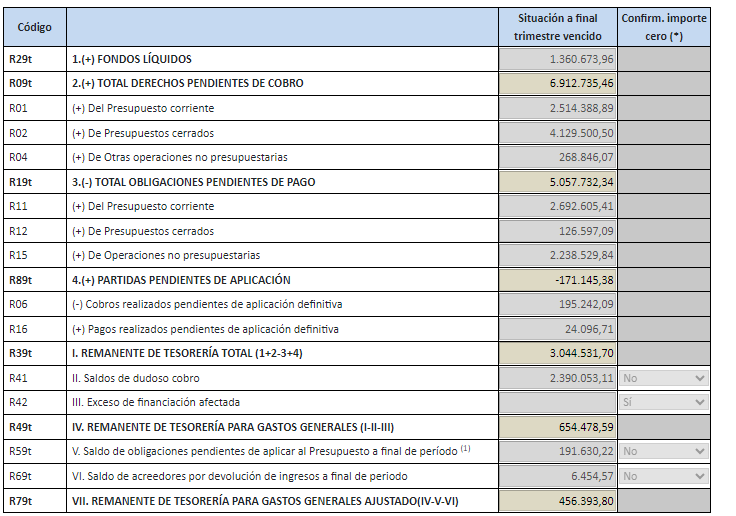 Código Situación a final trimestre vencido Confirm. importe cero (*)
R29t 1.(+) FONDOS LÍQUIDOS 1.360.673,96
R09t 2.(+) TOTAL DERECHOS PENDIENTES DE COBRO 6.912.735,46
R01 (+) Del Presupuesto corriente 2.514.388,89
R02 (+) De Presupuestos cerrados 4.129.500,50
R04 (+) De Otras operaciones no presupuestarias 268.846,07
R19t 3.(-) TOTAL OBLIGACIONES PENDIENTES DE PAGO 5.057.732,34
R11 (+) Del Presupuesto corriente 2.692.605,41
R12 (+) De Presupuestos cerrados 126.597,09
R15 (+) De Operaciones no presupuestarias 2.238.529,84
R89t 4.(+) PARTIDAS PENDIENTES DE APLICACIÓN -171.145,38
R06 (-) Cobros realizados pendientes de aplicación definitiva 195.242,09
R16 (+) Pagos realizados pendientes de aplicación definitiva 24.096,71
R39t I. REMANENTE DE TESORERÍA TOTAL (1+2-3+4) 3.044.531,70
R41 II. Saldos de dudoso cobro 2.390.053,11 No
R42 III. Exceso de financiación afectada Sí
R49t IV. REMANENTE DE TESORERÍA PARA GASTOS GENERALES (I-II-III) 654.478,59
R59t V. Saldo de obligaciones pendientes de aplicar al Presupuesto a final de período (1) 191.630,22 No
R69t VI. Saldo de acreedores por devolución de ingresos a final de periodo 6.454,57 No
R79t VII. REMANENTE DE TESORERÍA PARA GASTOS GENERALES AJUSTADO(IV-V-VI) 456.393,80